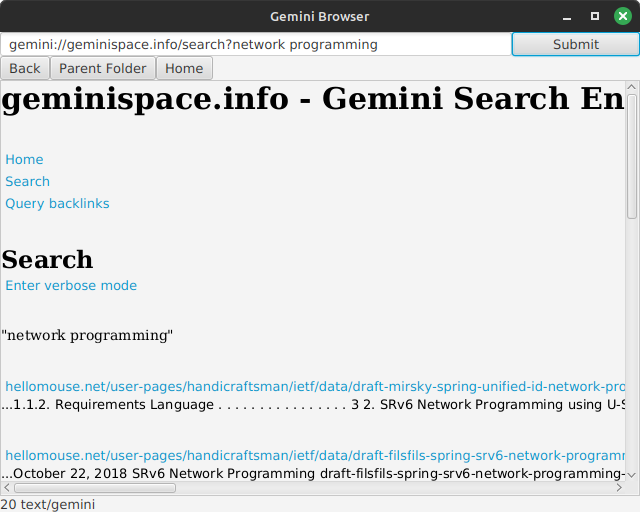 Gemini Browser
gemini://geminispace.info/search?network programming
Submit
Back
Parent Folder
Home
geminispace.info - Gemini Search En
Home
Search
Query backlinks
Search
Enter verbose mode
"network programming"
hellomouse.net/user-pages/handicraftsman/ietf/data/draft-mirsky-spring-unified-id-network-pro
...1.1.2. Requirements Language . . . . . . . . . . . . . . . . 3 2. SRv6 Network Programming using U-S
hellomouse.net/user-pages/handicraftsman/ietf/data/draft-filsfils-spring-srv6-network-programm
...October 22, 2018 SRv6 Network Programming draft-filsfils-spring-srv6-network-programming-
20 text/gemini